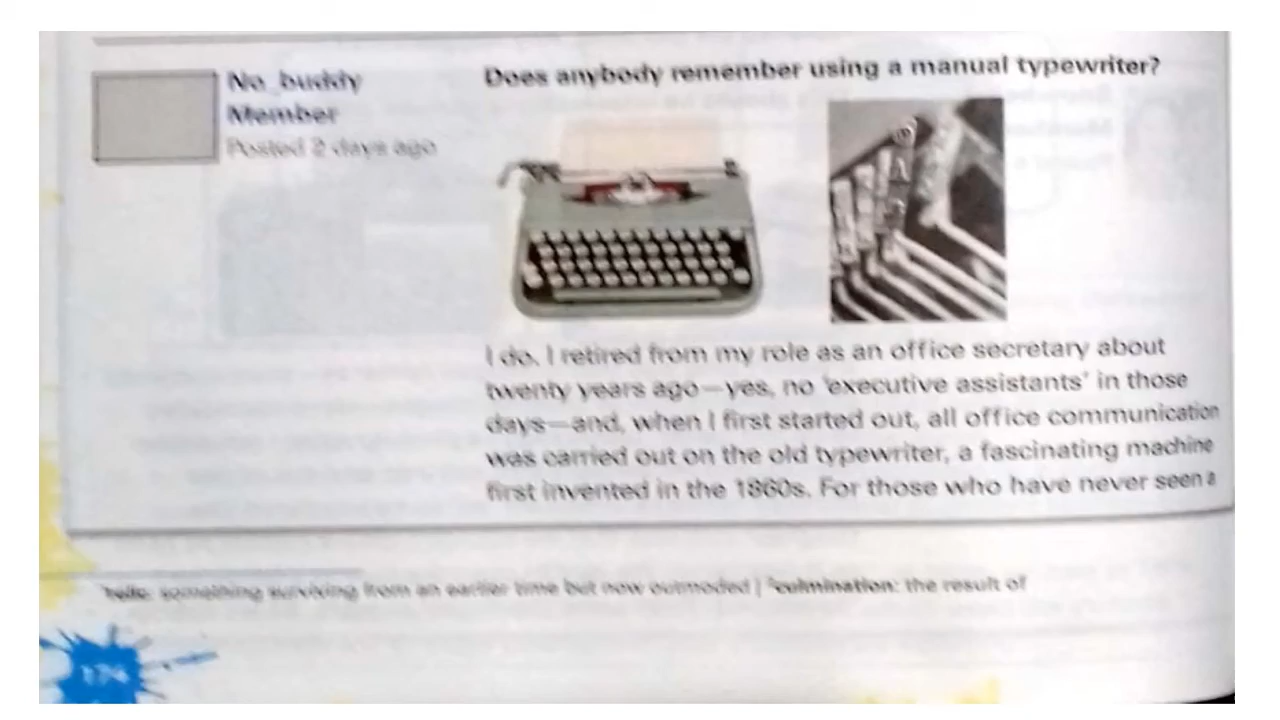 No_buddy
Member
Posted 2 days ago
Does anybody remember using a manual typewriter?
I do. I retired from my role as an office secretary about
twenty years ago—yes, no 'executive assistants' in those
days—and, when I first started out, all office communication
was carried out on the old typewriter, a fascinating machine
first invented in the 1860s. For those who have never seen a
relic: something surviving from an earlier time but now outmoded | ²culmination: the result of
174